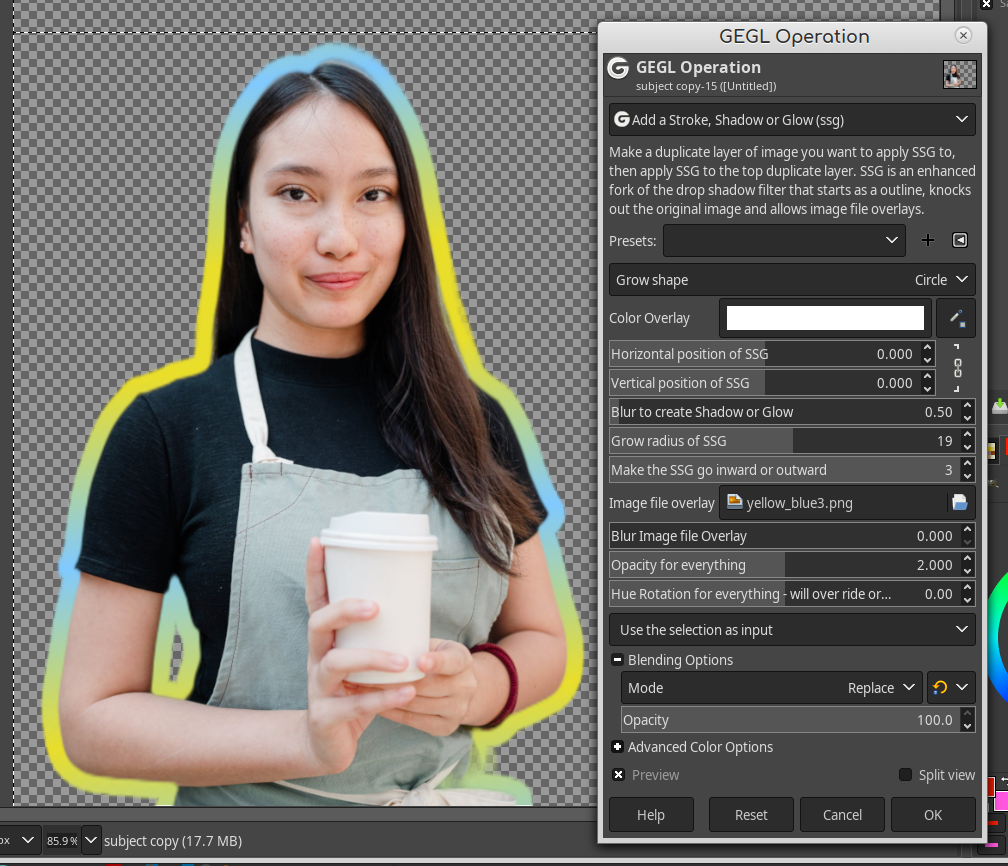 GEGL Operation
GEGL Operation
subject copy-15 ([Untitled])
Add a Stroke, Shadow or Glow (ssg)
Make a duplicate layer of image you want to apply SSG to,
then apply SSG to the top duplicate layer. SSG is an enhanced
fork of the drop shadow filter that starts as a outline, knocks
out the original image and allows image file overlays.
Presets:
Grow shape Circle
Color Overlay
Horizontal position of SSG 0.000
Vertical position of SSG 0.000
Blur to create Shadow or Glow 0.50
Grow radius of SSG 19
Make the SSG go inward or outward 3
Image file overlay yellow_blue3.png
Blur Image file Overlay 0.000
Opacity for everything 2.000
Hue Rotation for everything - will over ride or... 0.00
Use the selection as input
Blending Options
Mode Replace
Opacity 100.0
Advanced Color Options
Preview Split view
Help Reset Cancel OK
85.9 % subject copy (17.7 MB)